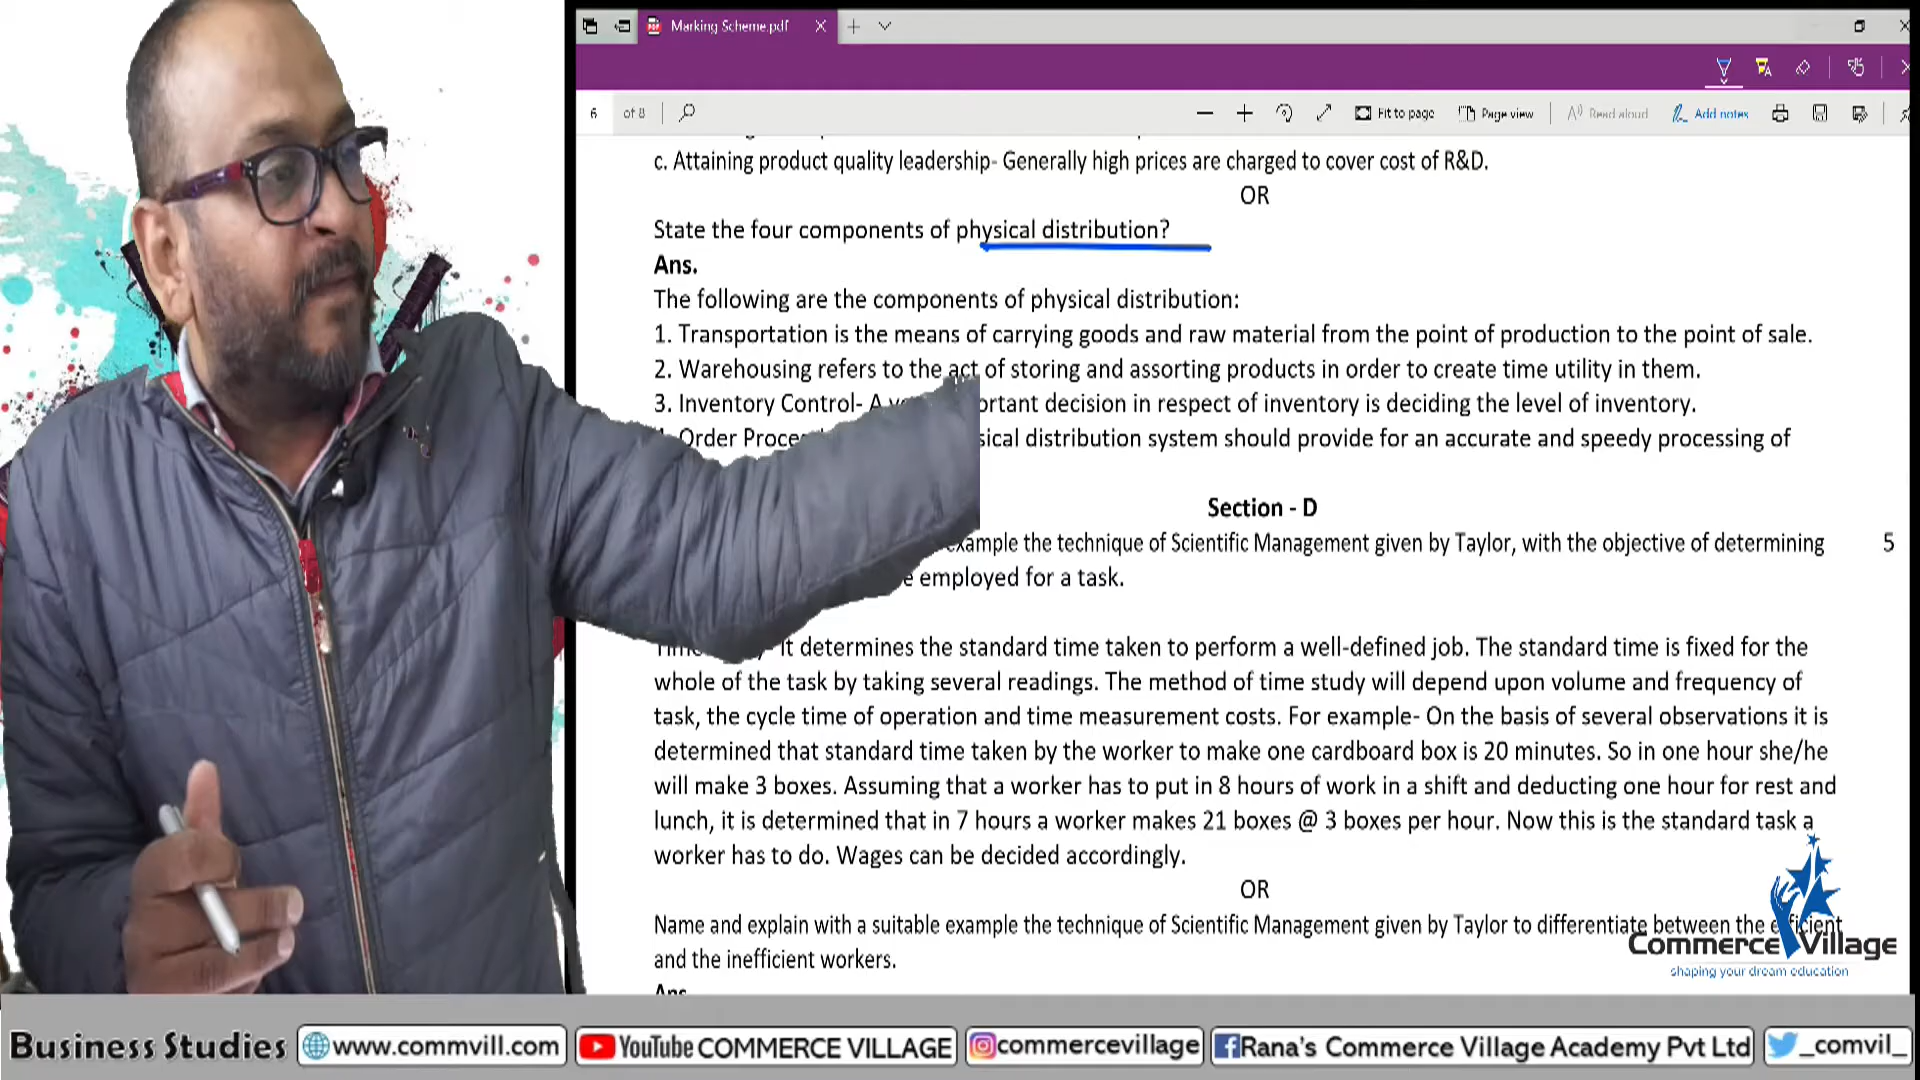 Marking Scheme.pdf
6 of 8 Fit to page Page view Read aloud Add notes
c. Attaining product quality leadership- Generally high prices are charged to cover cost of R&D.
OR
State the four components of physical distribution?
Ans.
The following are the components of physical distribution:
1. Transportation is the means of carrying goods and raw material from the point of production to the point of sale.
2. Warehousing refers to the act of storing and assorting products in order to create time utility in them.
3. Inventory Control- A decision in respect of inventory is deciding the level of inventory.
Order distribution system should provide for an accurate and speedy processing of
Section - D
example the technique of Scientific Management given by Taylor, with the objective of determining 5
employed for a task.
It determines the standard time taken to perform a well-defined job. The standard time is fixed for the
whole of the task by taking several readings. The method of time study will depend upon volume and frequency of
task, the cycle time of operation and time measurement costs. For example- On the basis of several observations it is
determined that standard time taken by the worker to make one cardboard box is 20 minutes. So in one hour she/he
will make 3 boxes. Assuming that a worker has to put in 8 hours of work in a shift and deducting one hour for rest and
lunch, it is determined that in 7 hours a worker makes 21 boxes @ 3 boxes per hour. Now this is the standard task a
worker has to do. Wages can be decided accordingly.
OR
Name and explain with a suitable example the technique of Scientific Management given by Taylor to differentiate between the efficient
and the inefficient workers.
Ans.
Commerce Village
shaping your dream education
Business Studies www.commvill.com YouTube COMMERCE VILLAGE commercevillage Rana's Commerce Village Academy Pvt Ltd _comvil_